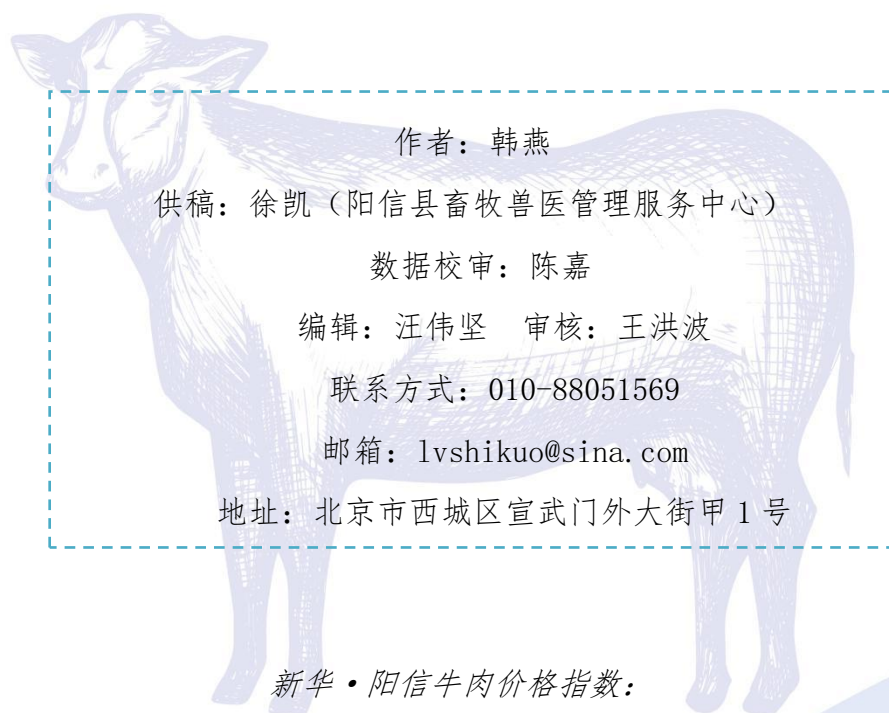 作者：韩燕
供稿：徐凯（阳信县畜牧兽医管理服务中心）
数据校审：陈嘉
编辑：汪伟坚　审核：王洪波
联系方式：010-88051569
邮箱：lvshikuo@sina.com
地址：北京市西城区宣武门外大街甲 1 号
新华·阳信牛肉价格指数：